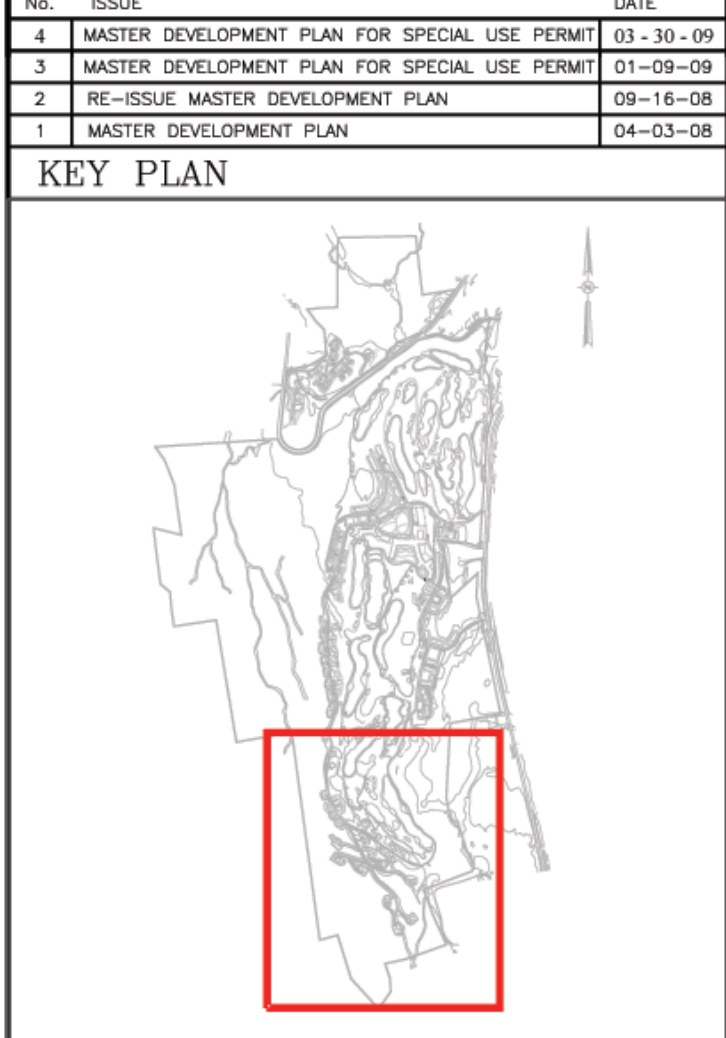 No. ISSUE DATE
4 MASTER DEVELOPMENT PLAN FOR SPECIAL USE PERMIT 03 - 30 - 09
3 MASTER DEVELOPMENT PLAN FOR SPECIAL USE PERMIT 01-09-09
2 RE-ISSUE MASTER DEVELOPMENT PLAN 09-16-08
1 MASTER DEVELOPMENT PLAN 04-03-08
KEY PLAN
N